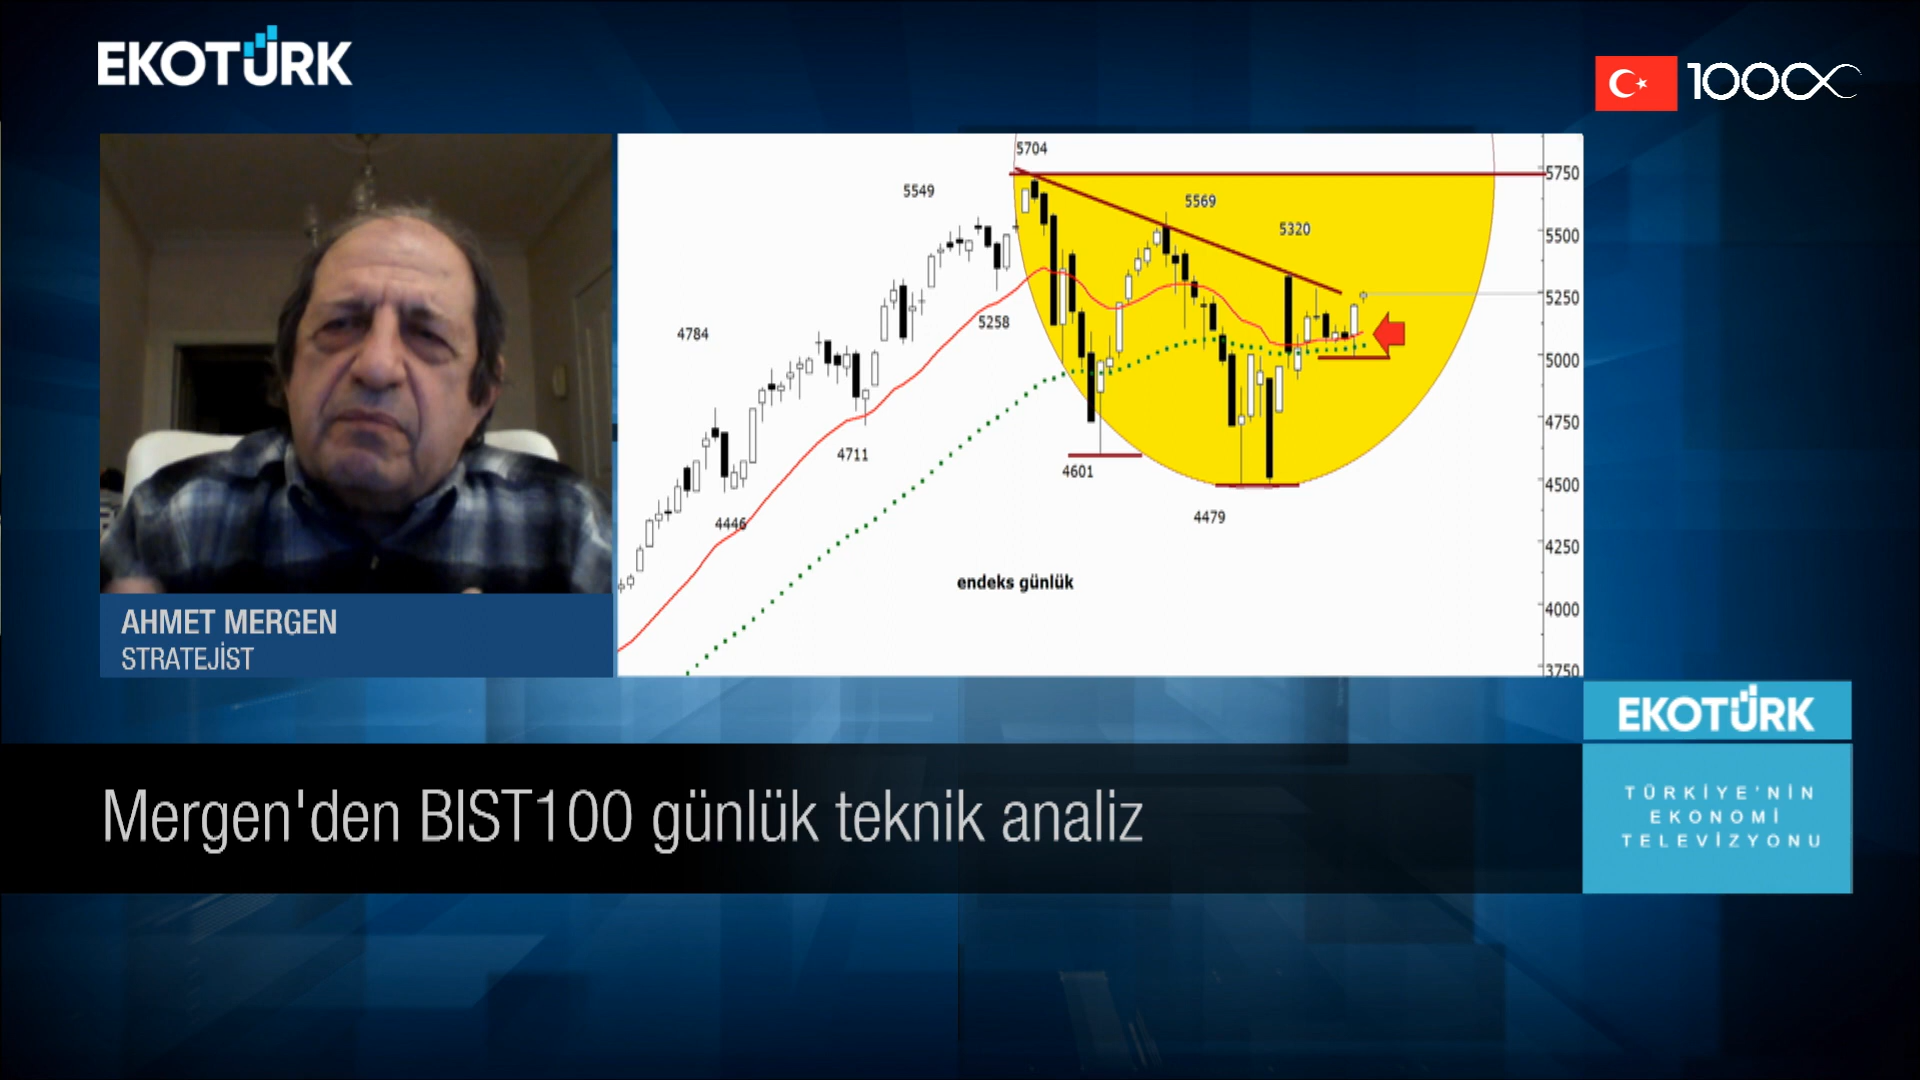 EKOTÜRK
100
5704
5549
5569
5320
4784
5258
4711
4601
4446
4479
endeks günlük
5750
5500
5250
5000
4750
4500
4250
4000
3750
AHMET MERGEN
STRATEJİST
EKOTÜRK
Mergen'den BIST100 günlük teknik analiz
TÜRKİYE'NİN
EKONOMİ
TELEVİZYONU